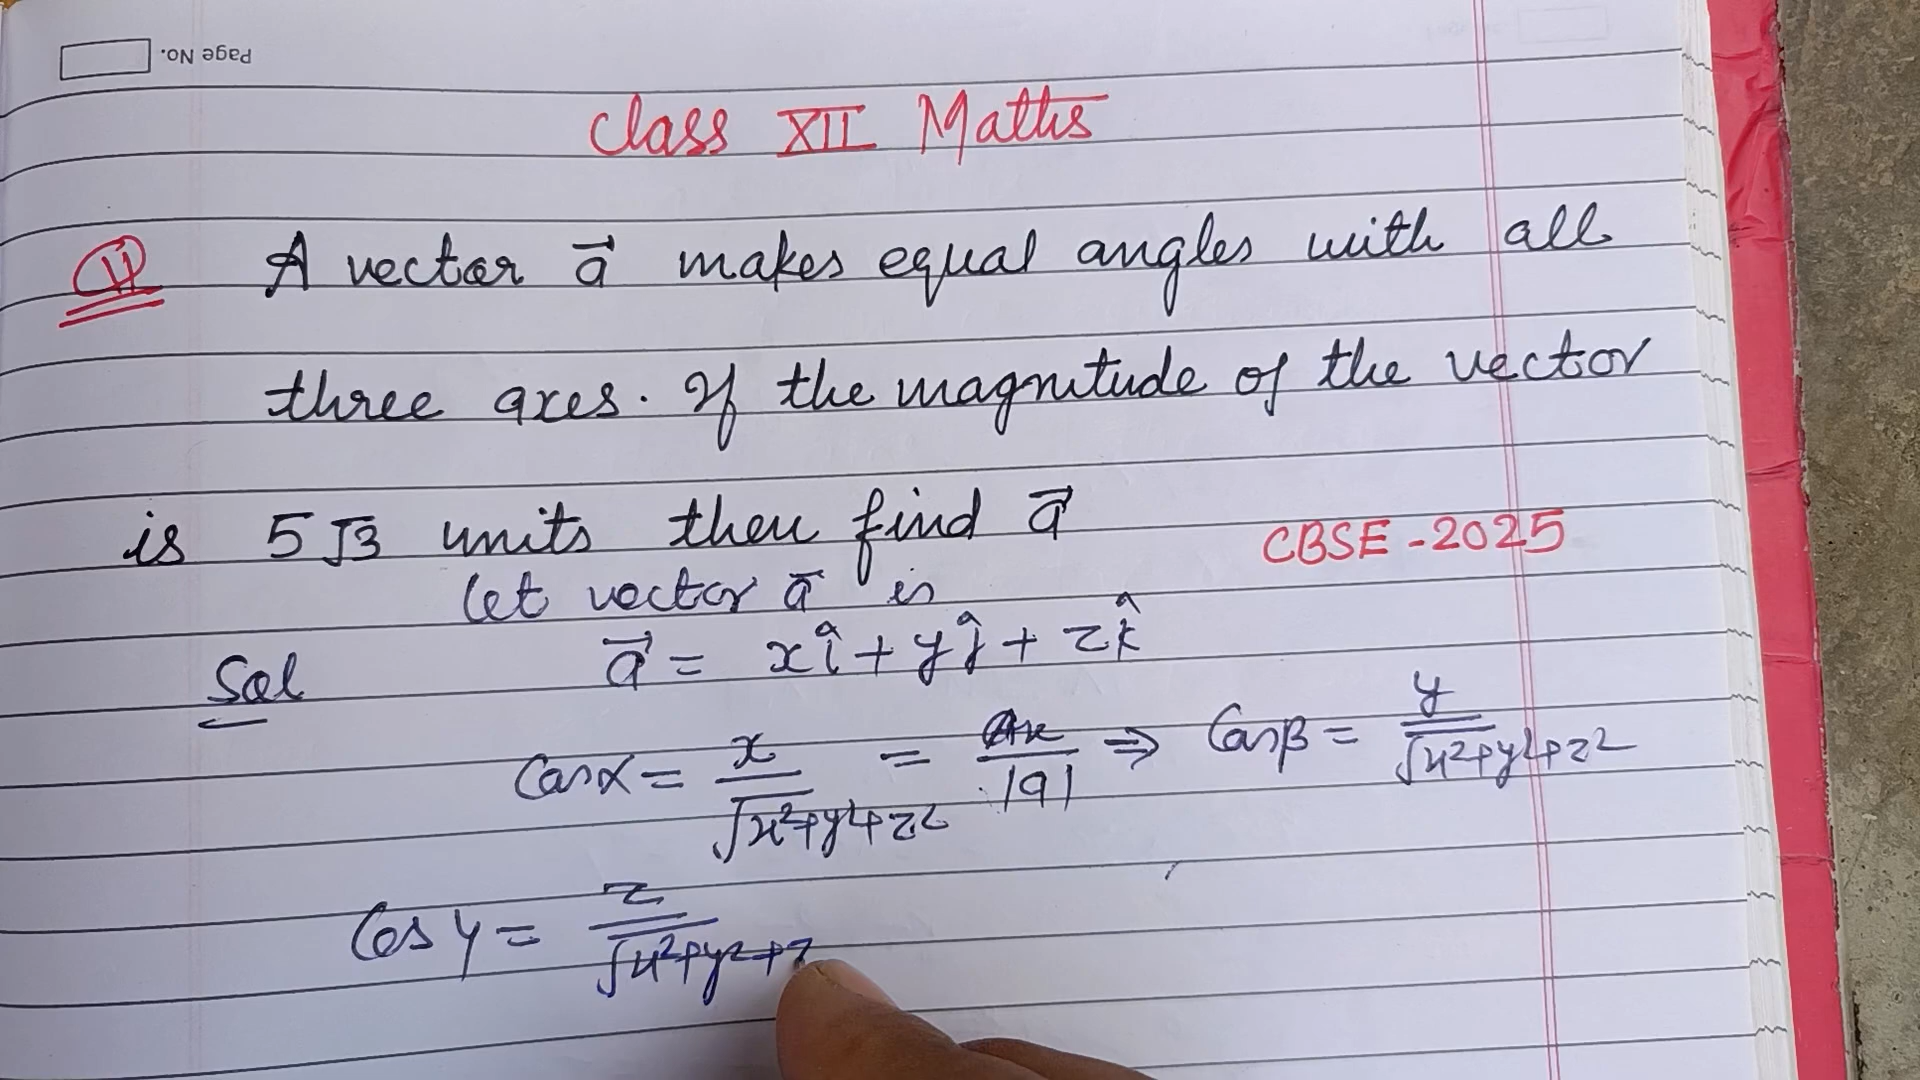 Page No.
Class XII Maths
Q A vector a⃗ makes equal angles with all
three axes. If the magnitude of the vector
is 5√3 units then find a⃗
CBSE-2025
let vector a⃗ is
Sol a⃗ = xî + yĵ + zk̂
Cosα = x/√x²+y²+z² = x/|a| ⇒ Cosβ = y/√x²+y²+z²
Cosγ = z/√x²+y²+z